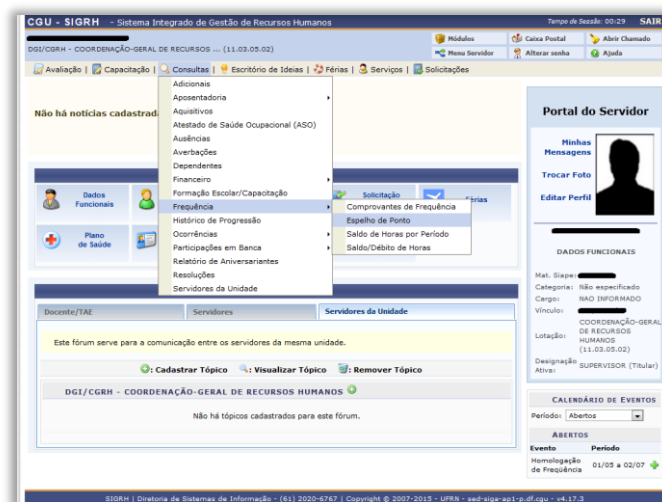 CGU - SIGRH - Sistema Integrado de Gestão de Recursos Humanos
Tempo de Sessão: 00:29 SAIR
DGI/CGRH - COORDENAÇÃO-GERAL DE RECURSOS ... (11.03.05.02)
Módulos Caixa Postal Abrir Chamado
Menu Servidor Alterar senha Ajuda
Avaliação | Capacitação | Consultas | Escritório de Ideias | Férias | Serviços | Solicitações
Adicionais
Aposentadoria
Aquisitivos
Atestado de Saúde Ocupacional (ASO)
Ausências
Averbações
Dependentes
Financeiro
Formação Escolar/Capacitação
Frequência
Histórico de Progressão
Ocorrências
Participações em Banca
Relatório de Aniversariantes
Resoluções
Servidores da Unidade
Comprovantes de Frequência
Espelho de Ponto
Saldo de Horas por Período
Saldo/Débito de Horas
Não há notícias cadastrad
Dados
Funcionais
Solicitação
Férias
Plano
de Saúde
Docente/TAE Servidores Servidores da Unidade
Este fórum serve para a comunicação entre os servidores da mesma unidade.
: Cadastrar Tópico : Visualizar Tópico : Remover Tópico
DGI/CGRH - COORDENAÇÃO-GERAL DE RECURSOS HUMANOS
Não há tópicos cadastrados para este fórum.
Portal do Servidor
Minhas
Mensagens
Trocar Foto
Editar Perfil
DADOS FUNCIONAIS
Mat. Siape:
Categoria: Não especificado
Cargo: NAO INFORMADO
Vínculo:
Lotação: COORDENAÇÃO-GERAL
DE RECURSOS
HUMANOS
(11.03.05.02)
Designação
Ativa: SUPERVISOR (Titular)
CALENDÁRIO DE EVENTOS
Período: Abertos
ABERTOS
Evento Período
Homologação
de Freqüência 01/05 a 02/07
SIGRH | Diretoria de Sistemas de Informação - (61) 2020-6767 | Copyright © 2007-2015 - UFRN - sed-siga-ap1-p.df.cgu - v4.17.3